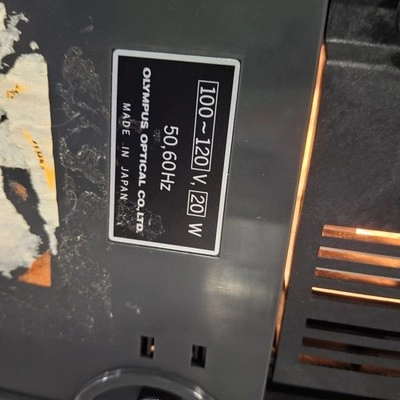 100~120 V, 20 W
50,60Hz
OLYMPUS OPTICAL CO.,LTD.
MADE IN JAPAN